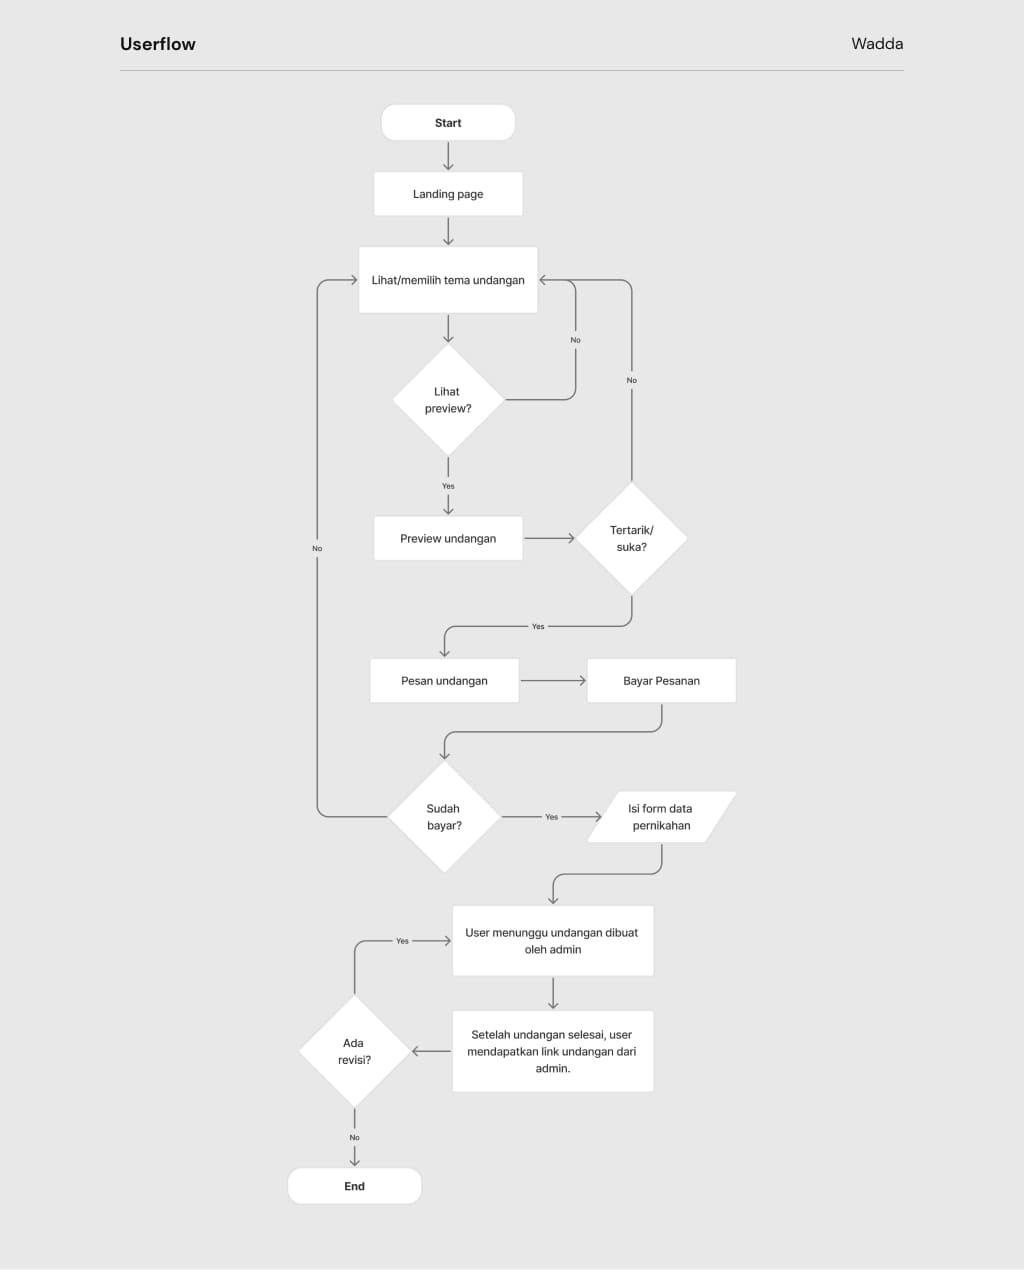 Userflow
Wadda
Start
Landing page
Lihat/memilih tema undangan
No
No
Lihat
preview?
Yes
Preview undangan
Tertarik/
suka?
No
Yes
Pesan undangan
Bayar Pesanan
Sudah
bayar?
Yes
Isi form data
pernikahan
User menunggu undangan dibuat
oleh admin
Yes
Setelah undangan selesai, user
mendapatkan link undangan dari
admin.
Ada
revisi?
No
End